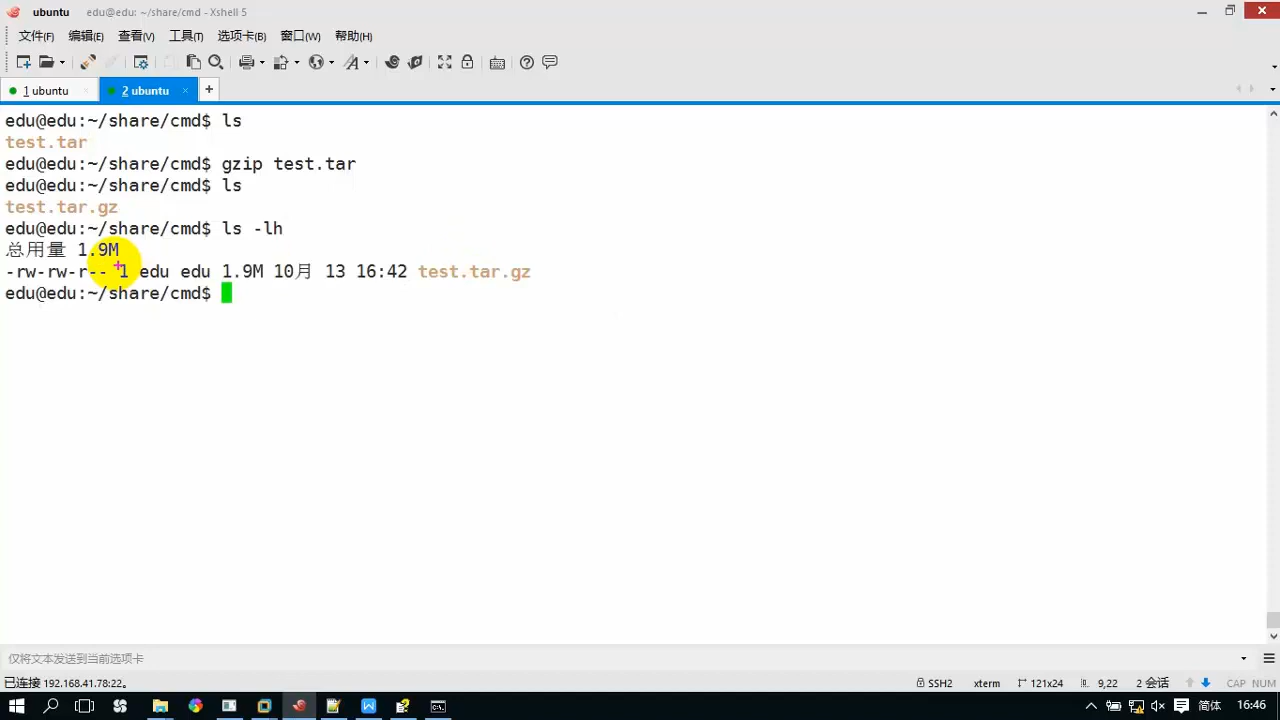 ubuntu edu@edu: ~/share/cmd - Xshell 5
文件(F) 编辑(E) 查看(V) 工具(T) 选项卡(B) 窗口(W) 帮助(H)
1 ubuntu × 2 ubuntu × +
edu@edu:~/share/cmd$ ls
test.tar
edu@edu:~/share/cmd$ gzip test.tar
edu@edu:~/share/cmd$ ls
test.tar.gz
edu@edu:~/share/cmd$ ls -lh
总用量 1.9M
-rw-rw-r-- 1 edu edu 1.9M 10月 13 16:42 test.tar.gz
edu@edu:~/share/cmd$
仅将文本发送到当前选项卡
已连接 192.168.41.78:22。 SSH2 xterm 121x24 9,22 2 会话 CAP NUM
简体 16:46